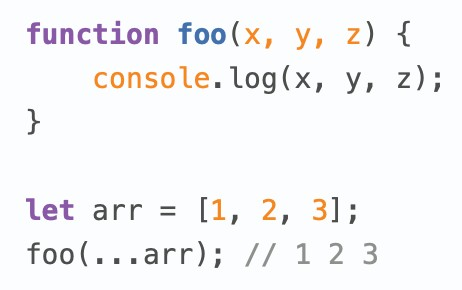 function foo(x, y, z) {
    console.log(x, y, z);
}

let arr = [1, 2, 3];
foo(...arr); // 1 2 3